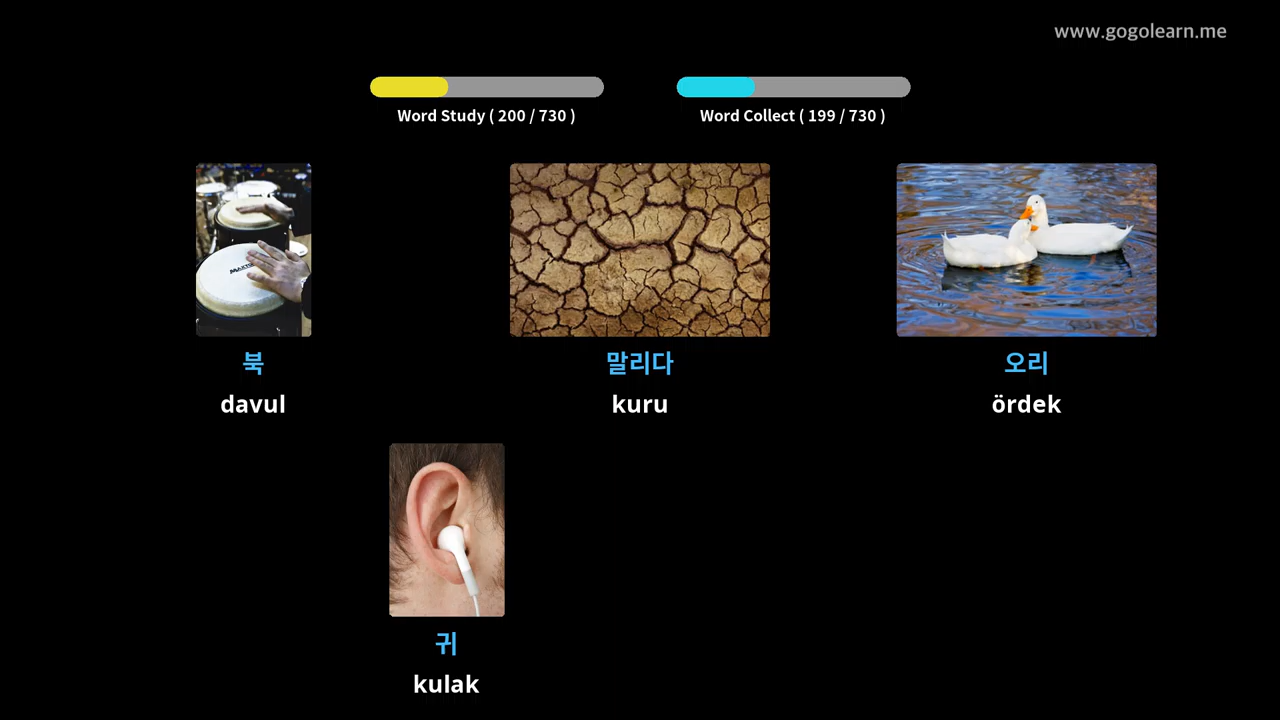 www.gogolearn.me
Word Study ( 200 / 730 )
Word Collect ( 199 / 730 )
북
말리다
오리
davul
kuru
ördek
귀
kulak